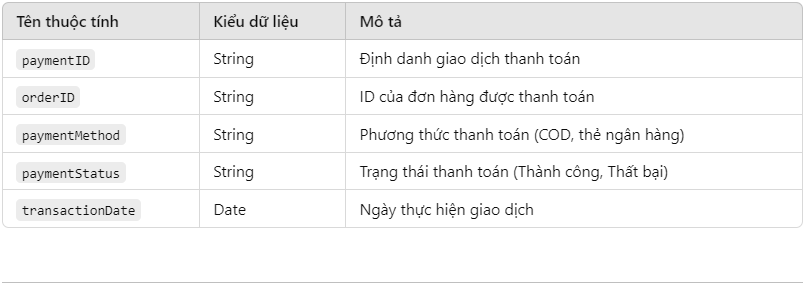 Tên thuộc tính Kiểu dữ liệu Mô tả
paymentID String Định danh giao dịch thanh toán
orderID String ID của đơn hàng được thanh toán
paymentMethod String Phương thức thanh toán (COD, thẻ ngân hàng)
paymentStatus String Trạng thái thanh toán (Thành công, Thất bại)
transactionDate Date Ngày thực hiện giao dịch